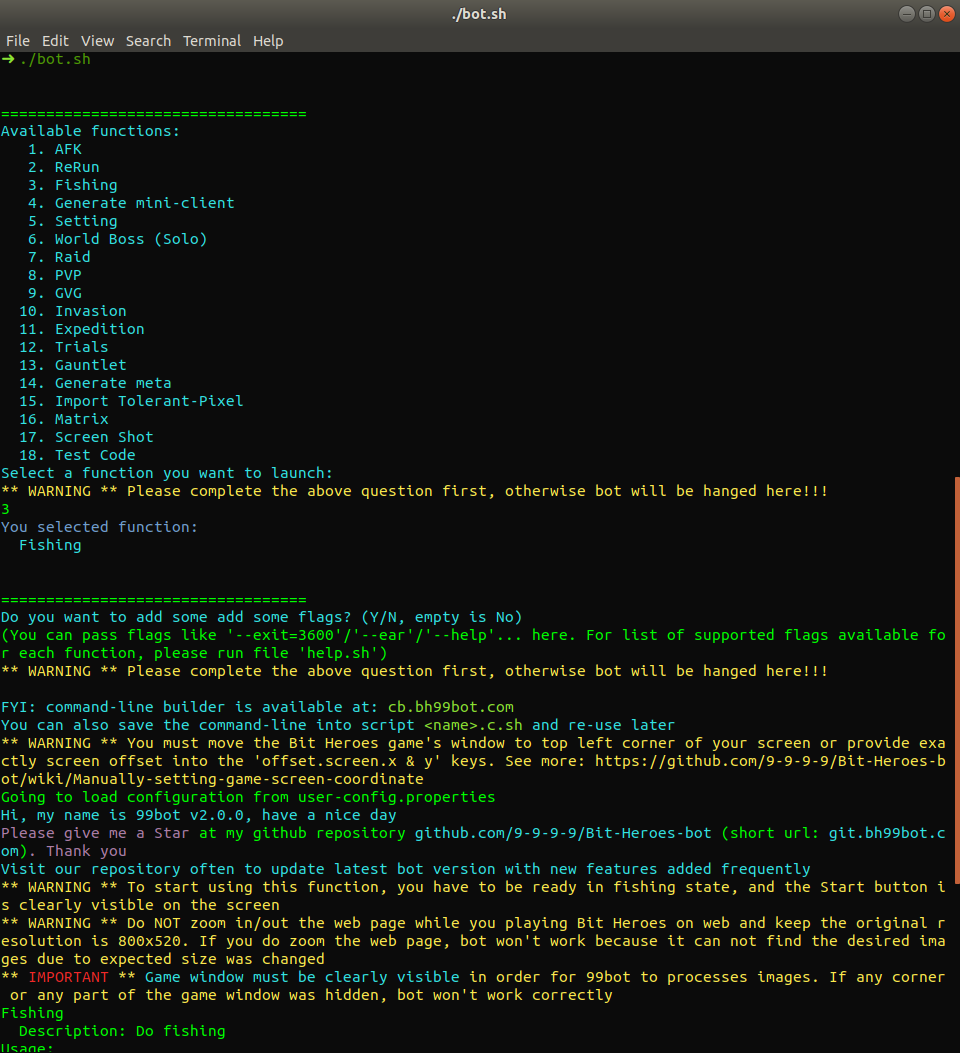 ./bot.sh
File Edit View Search Terminal Help
➜ ./bot.sh
==================================
Available functions:
1. AFK
2. ReRun
3. Fishing
4. Generate mini-client
5. Setting
6. World Boss (Solo)
7. Raid
8. PVP
9. GVG
10. Invasion
11. Expedition
12. Trials
13. Gauntlet
14. Generate meta
15. Import Tolerant-Pixel
16. Matrix
17. Screen Shot
18. Test Code
Select a function you want to launch:
** WARNING ** Please complete the above question first, otherwise bot will be hanged here!!!
3
You selected function:
Fishing
==================================
Do you want to add some add some flags? (Y/N, empty is No)
(You can pass flags like '--exit=3600'/'--ear'/'--help'... here. For list of supported flags available fo
r each function, please run file 'help.sh')
** WARNING ** Please complete the above question first, otherwise bot will be hanged here!!!
FYI: command-line builder is available at: cb.bh99bot.com
You can also save the command-line into script <name>.c.sh and re-use later
** WARNING ** You must move the Bit Heroes game's window to top left corner of your screen or provide exa
ctly screen offset into the 'offset.screen.x & y' keys. See more: https://github.com/9-9-9-9/Bit-Heroes-b
ot/wiki/Manually-setting-game-screen-coordinate
Going to load configuration from user-config.properties
Hi, my name is 99bot v2.0.0, have a nice day
Please give me a Star at my github repository github.com/9-9-9-9/Bit-Heroes-bot (short url: git.bh99bot.c
om). Thank you
Visit our repository often to update latest bot version with new features added frequently
** WARNING ** To start using this function, you have to be ready in fishing state, and the Start button i
s clearly visible on the screen
** WARNING ** Do NOT zoom in/out the web page while you playing Bit Heroes on web and keep the original r
esolution is 800x520. If you do zoom the web page, bot won't work because it can not find the desired ima
ges due to expected size was changed
** IMPORTANT ** Game window must be clearly visible in order for 99bot to processes images. If any corner
or any part of the game window was hidden, bot won't work correctly
Fishing
Description: Do fishing
Usage: